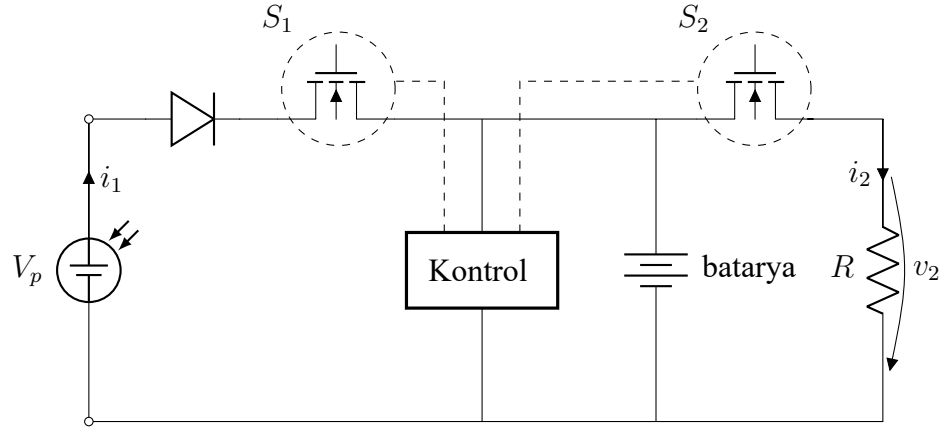 S₁
S₂
i₁
i₂
Vₚ
Kontrol
batarya
R
v₂